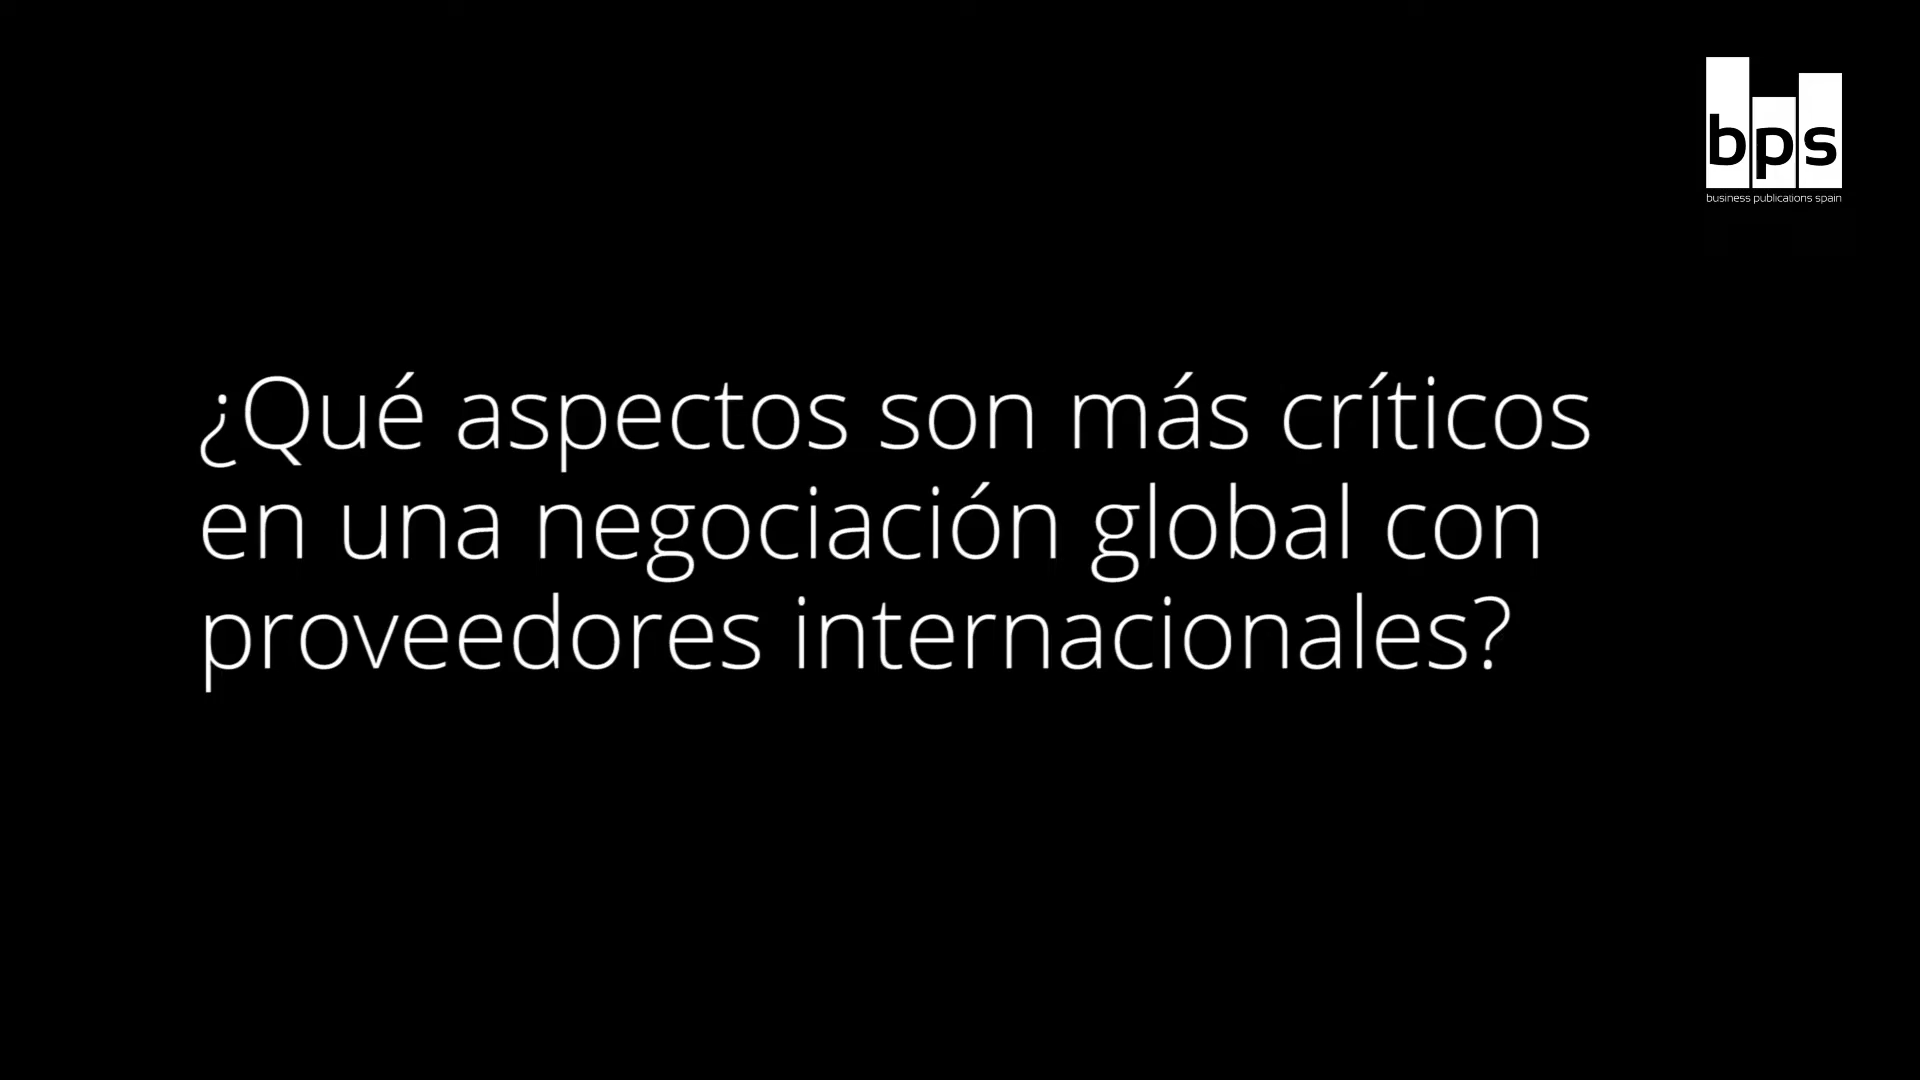 bps
business publications spain
¿Qué aspectos son más críticos
en una negociación global con
proveedores internacionales?